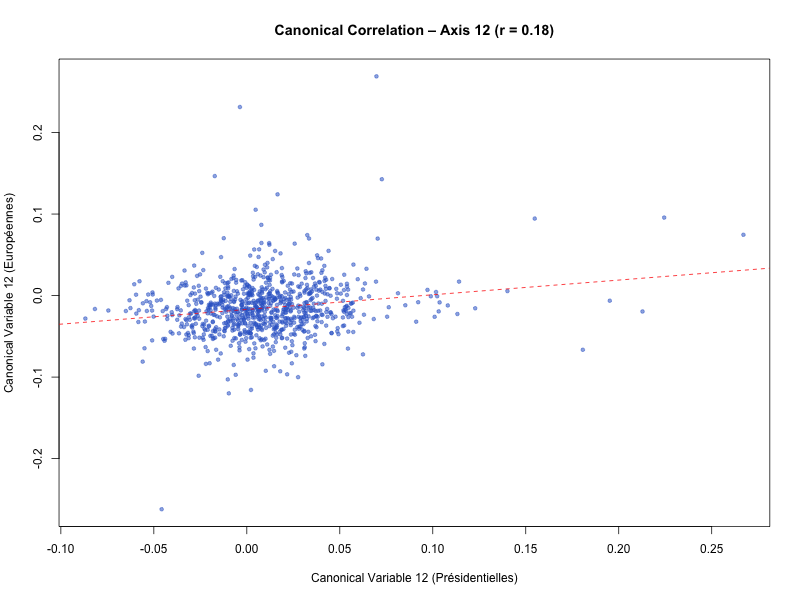 Canonical Correlation – Axis 12 (r = 0.18)
Canonical Variable 12 (Européennes)
0.2
0.1
0.0
-0.1
-0.2
-0.10 -0.05 0.00 0.05 0.10 0.15 0.20 0.25
Canonical Variable 12 (Présidentielles)